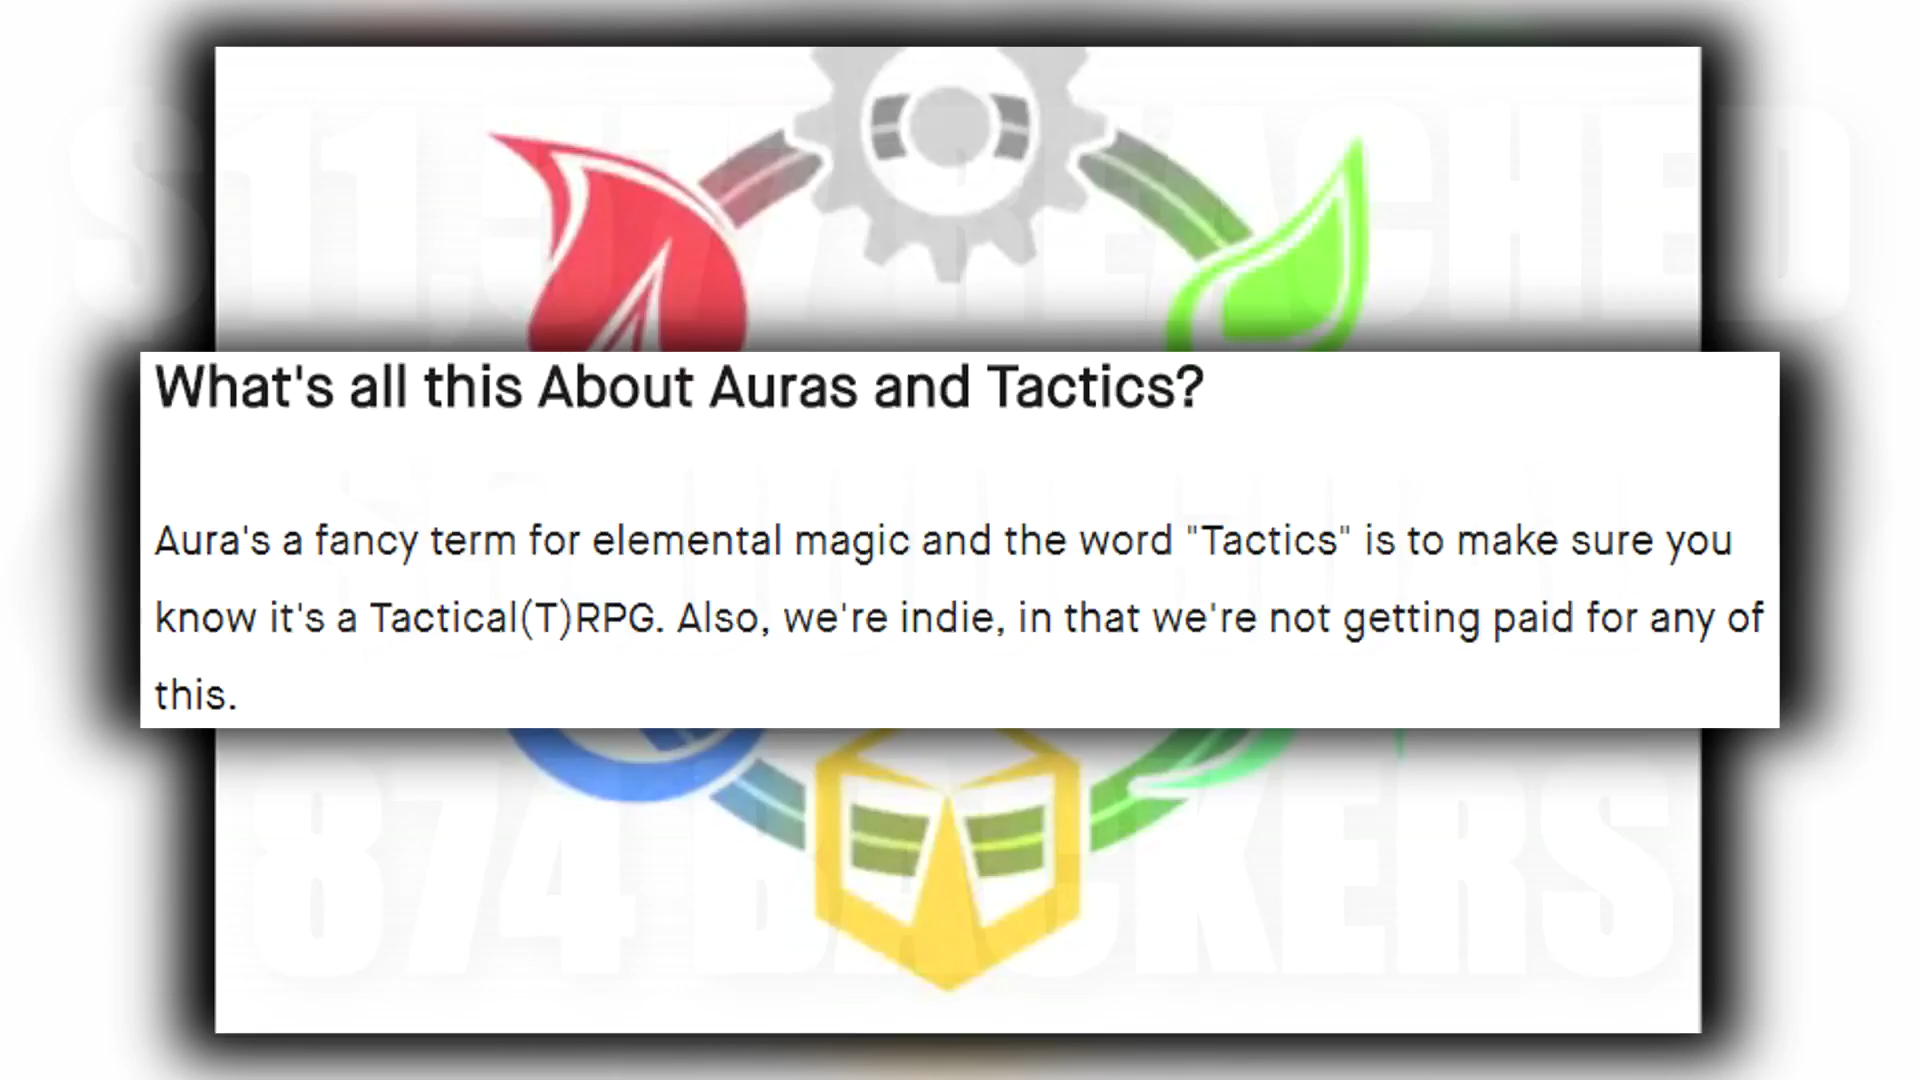 What's all this About Auras and Tactics?
Aura's a fancy term for elemental magic and the word "Tactics" is to make sure you
know it's a Tactical(T)RPG. Also, we're indie, in that we're not getting paid for any of
this.
874 BACKERS